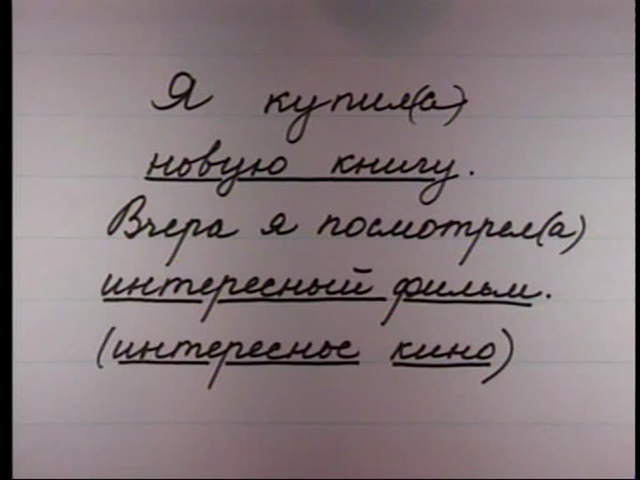 Я купил(а)
новую книгу.
Вчера я посмотрел(а)
интересный фильм.
(интересное кино)